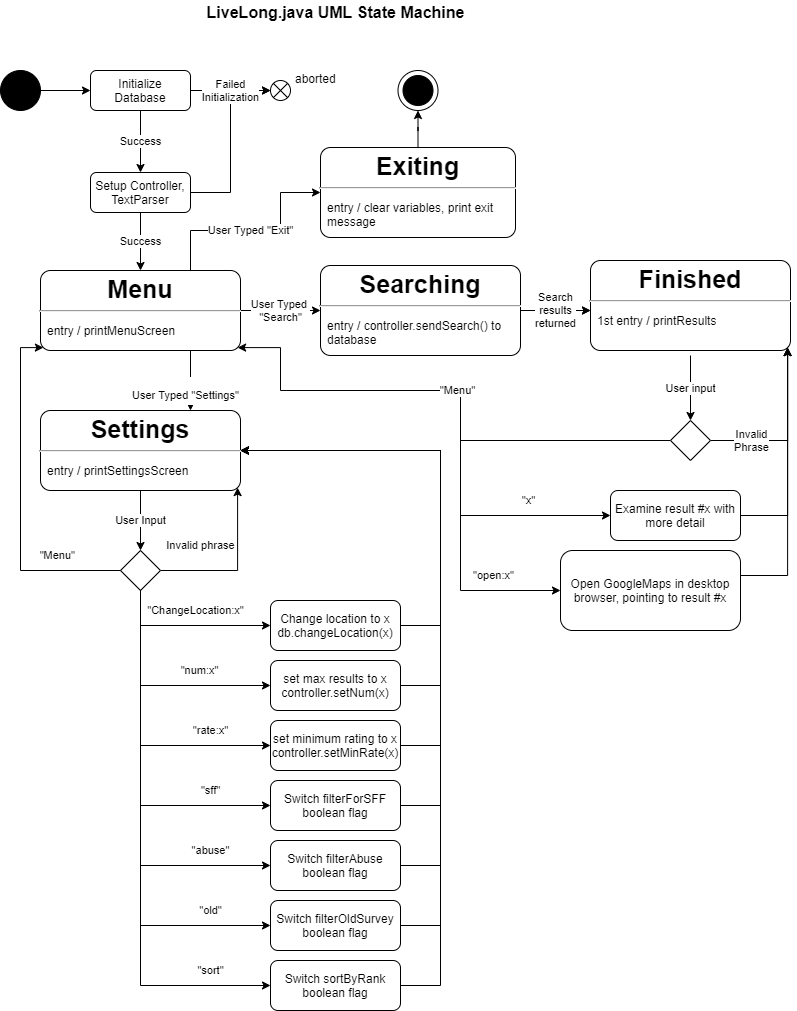 LiveLong.java UML State Machine
Initialize
Database
Failed
Initialization
aborted
Success
Setup Controller,
TextParser
Success
Exiting
entry / clear variables, print exit
message
User Typed "Exit"
Menu
entry / printMenuScreen
User Typed
"Search"
Searching
entry / controller.sendSearch() to
database
Search
results
returned
Finished
1st entry / printResults
User Typed "Settings"
"Menu"
User input
Invalid
Phrase
Settings
entry / printSettingsScreen
User Input
Invalid phrase
"Menu"
"x"
Examine result #x with
more detail
"open:x"
Open GoogleMaps in desktop
browser, pointing to result #x
"ChangeLocation:x"
Change location to x
db.changeLocation(x)
"num:x"
set max results to x
controller.setNum(x)
"rate:x"
set minimum rating to x
controller.setMinRate(x)
"sff"
Switch filterForSFF
boolean flag
"abuse"
Switch filterAbuse
boolean flag
"old"
Switch filterOldSurvey
boolean flag
"sort"
Switch sortByRank
boolean flag